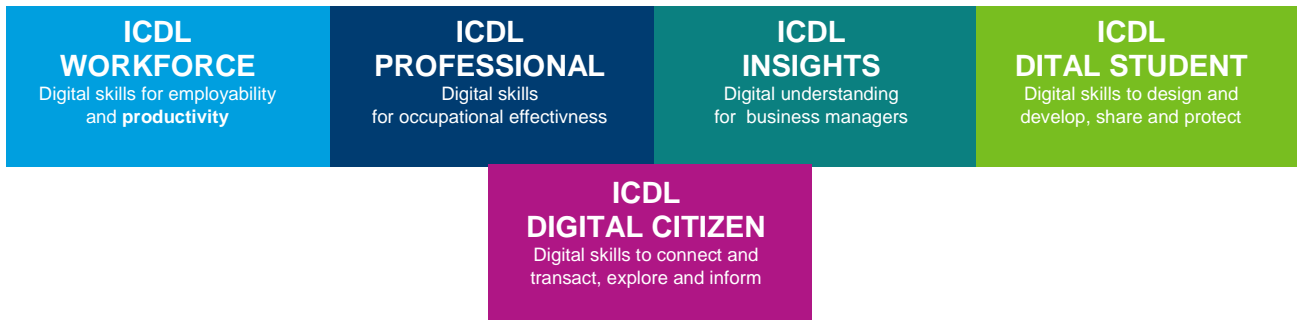 ICDL
WORKFORCE
Digital skills for employability
and productivity
ICDL
PROFESSIONAL
Digital skills
for occupational effectivness
ICDL
INSIGHTS
Digital understanding
for business managers
ICDL
DITAL STUDENT
Digital skills to design and
develop, share and protect
ICDL
DIGITAL CITIZEN
Digital skills to connect and
transact, explore and inform